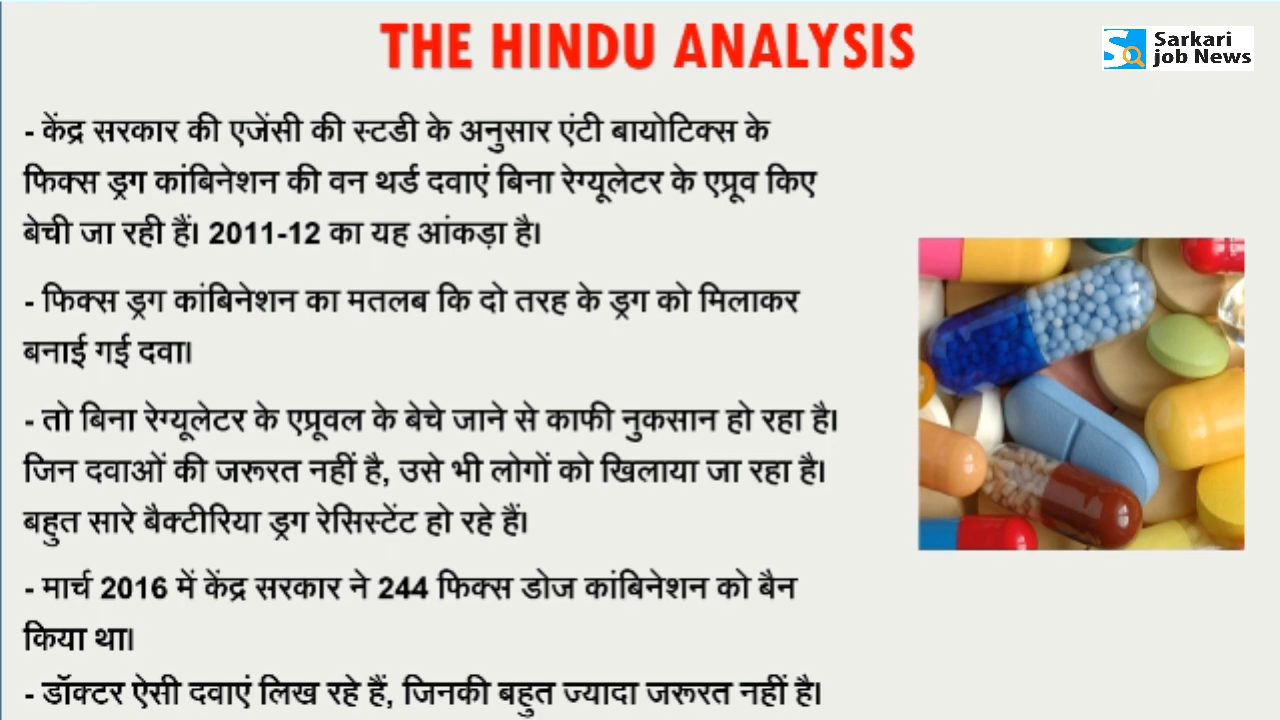 THE HINDU ANALYSIS
Sarkari
job News
- केंद्र सरकार की एजेंसी की स्टडी के अनुसार एंटी बायोटिक्स के
फिक्स ड्रग कांबिनेशन की वन थर्ड दवाएं बिना रेग्यूलेटर के एप्रूव किए
बेची जा रही हैं। 2011-12 का यह आंकड़ा है।
- फिक्स ड्रग कांबिनेशन का मतलब कि दो तरह के ड्रग को मिलाकर
बनाई गई दवा।
- तो बिना रेग्यूलेटर के एप्रूवल के बेचे जाने से काफी नुकसान हो रहा है।
जिन दवाओं की जरूरत नहीं है, उसे भी लोगों को खिलाया जा रहा है।
बहुत सारे बैक्टीरिया ड्रग रेसिस्टेंट हो रहे हैं।
- मार्च 2016 में केंद्र सरकार ने 244 फिक्स डोज कांबिनेशन को बैन
किया था।
- डॉक्टर ऐसी दवाएं लिख रहे हैं, जिनकी बहुत ज्यादा जरूरत नहीं है।